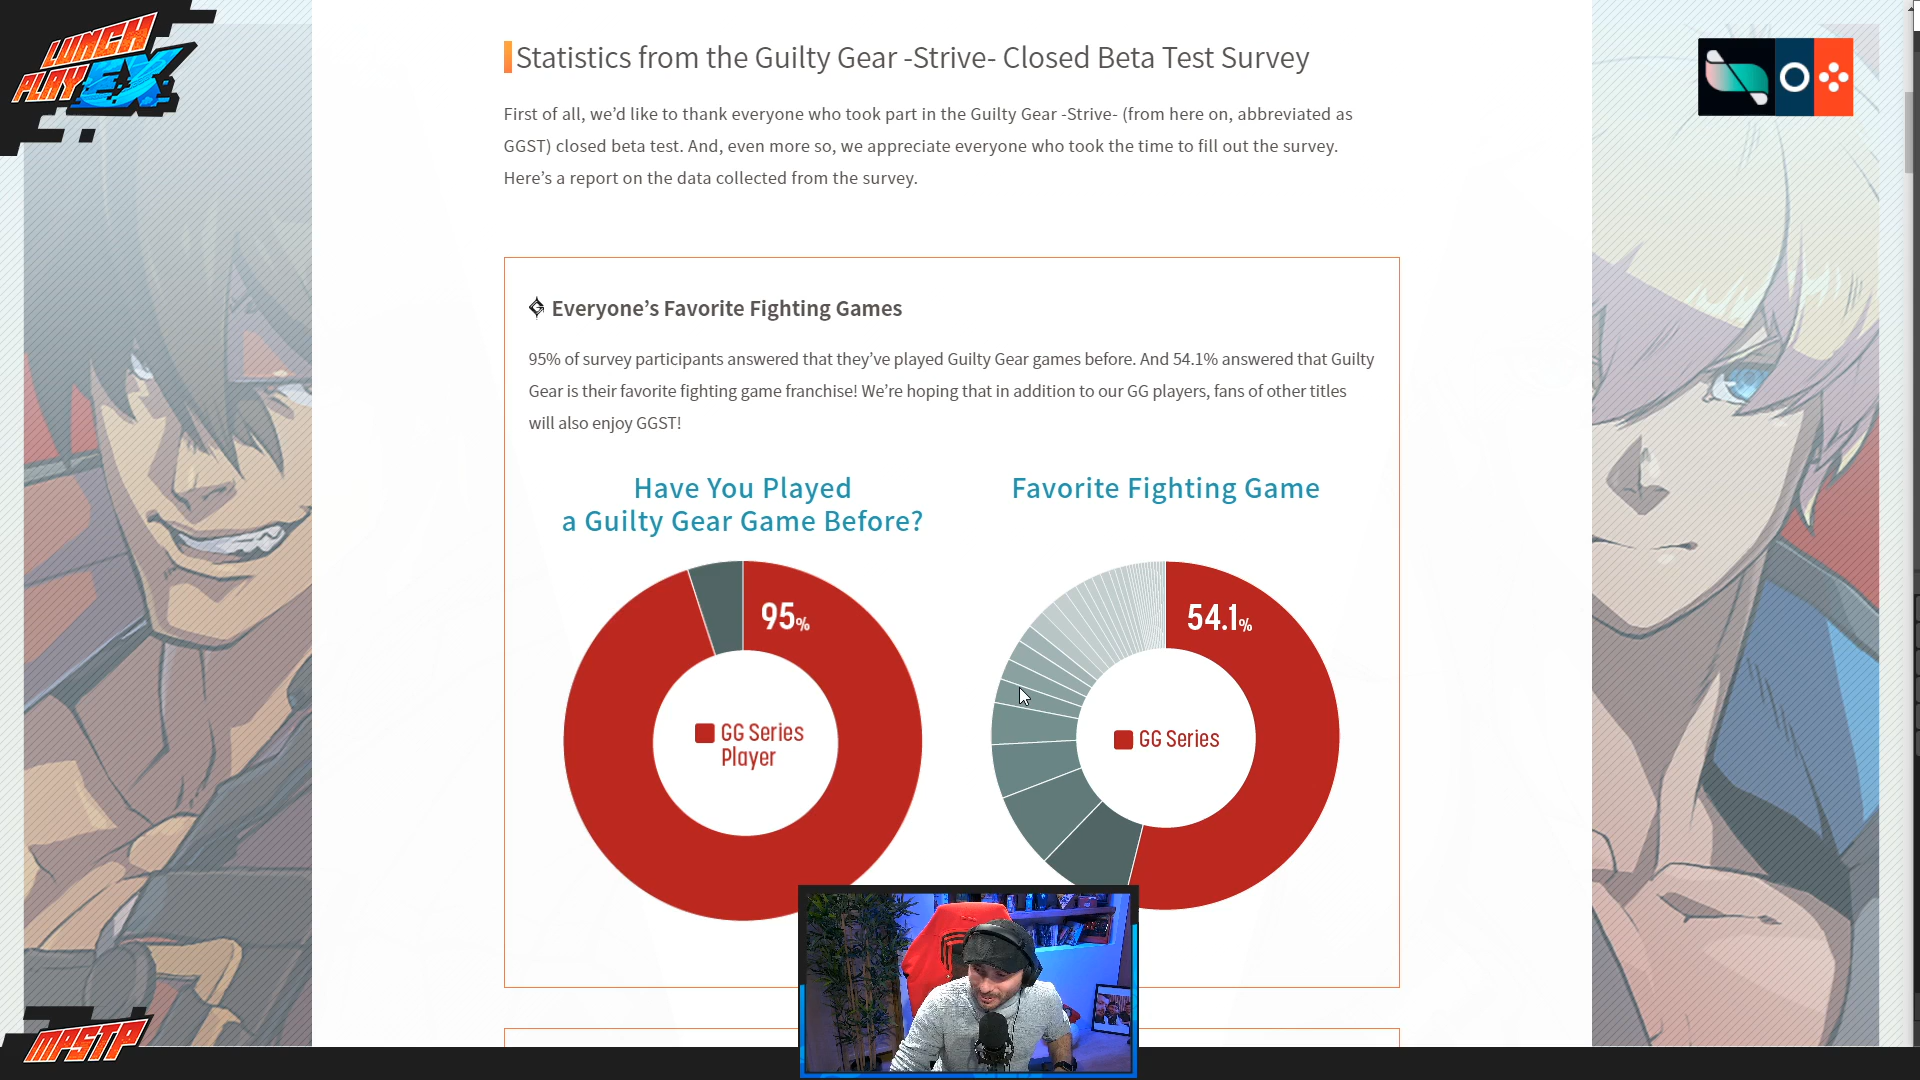 LUNCH
PLAY EX
Statistics from the Guilty Gear -Strive- Closed Beta Test Survey
First of all, we’d like to thank everyone who took part in the Guilty Gear -Strive- (from here on, abbreviated as
GGST) closed beta test. And, even more so, we appreciate everyone who took the time to fill out the survey.
Here’s a report on the data collected from the survey.
Everyone’s Favorite Fighting Games
95% of survey participants answered that they’ve played Guilty Gear games before. And 54.1% answered that Guilty
Gear is their favorite fighting game franchise! We’re hoping that in addition to our GG players, fans of other titles
will also enjoy GGST!
Have You Played
a Guilty Gear Game Before?
95%
GG Series
Player
Favorite Fighting Game
54.1%
GG Series
MPSTP